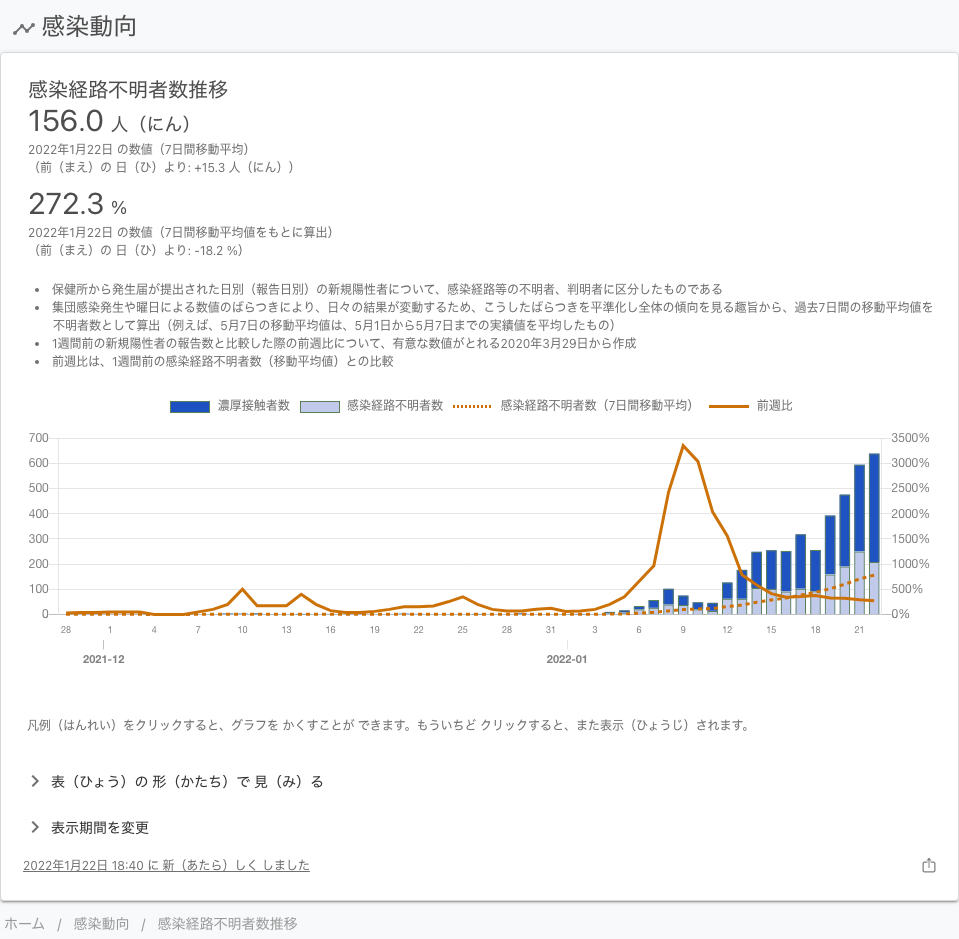 感染動向
感染経路不明者数推移
156.0 人（にん）
2022年1月22日 の数値（7日間移動平均）
（前（まえ）の 日（ひ）より: +15.3 人（にん））
272.3 %
2022年1月22日 の数値（7日間移動平均値をもとに算出）
（前（まえ）の 日（ひ）より: -18.2 %）
• 保健所から発生届が提出された日別（報告日別）の新規陽性者について、感染経路等の不明者、判明者に区分したものである
• 集団感染発生や曜日による数値のばらつきにより、日々の結果が変動するため、こうしたばらつきを平準化し全体の傾向を見る趣旨から、過去7日間の移動平均値を
不明者数として算出（例えば、5月7日の移動平均値は、5月1日から5月7日までの実績値を平均したもの）
• 1週間前の新規陽性者の報告数と比較した際の前週比について、有意な数値がとれる2020年3月29日から作成
• 前週比は、1週間前の感染経路不明者数（移動平均値）との比較
濃厚接触者数 感染経路不明者数 感染経路不明者数（7日間移動平均） 前週比
700 3500%
600 3000%
500 2500%
400 2000%
300 1500%
200 1000%
100 500%
0 0%
28 1 4 7 10 13 16 19 22 25 28 31 3 6 9 12 15 18 21
2021-12 2022-01
凡例（はんれい）をクリックすると、グラフを かくすことが できます。もういちど クリックすると、また表示（ひょうじ）されます。
表（ひょう）の 形（かたち）で 見（み）る
表示期間を変更
2022年1月22日 18:40 に 新（あたら）しく しました
ホーム / 感染動向 / 感染経路不明者数推移